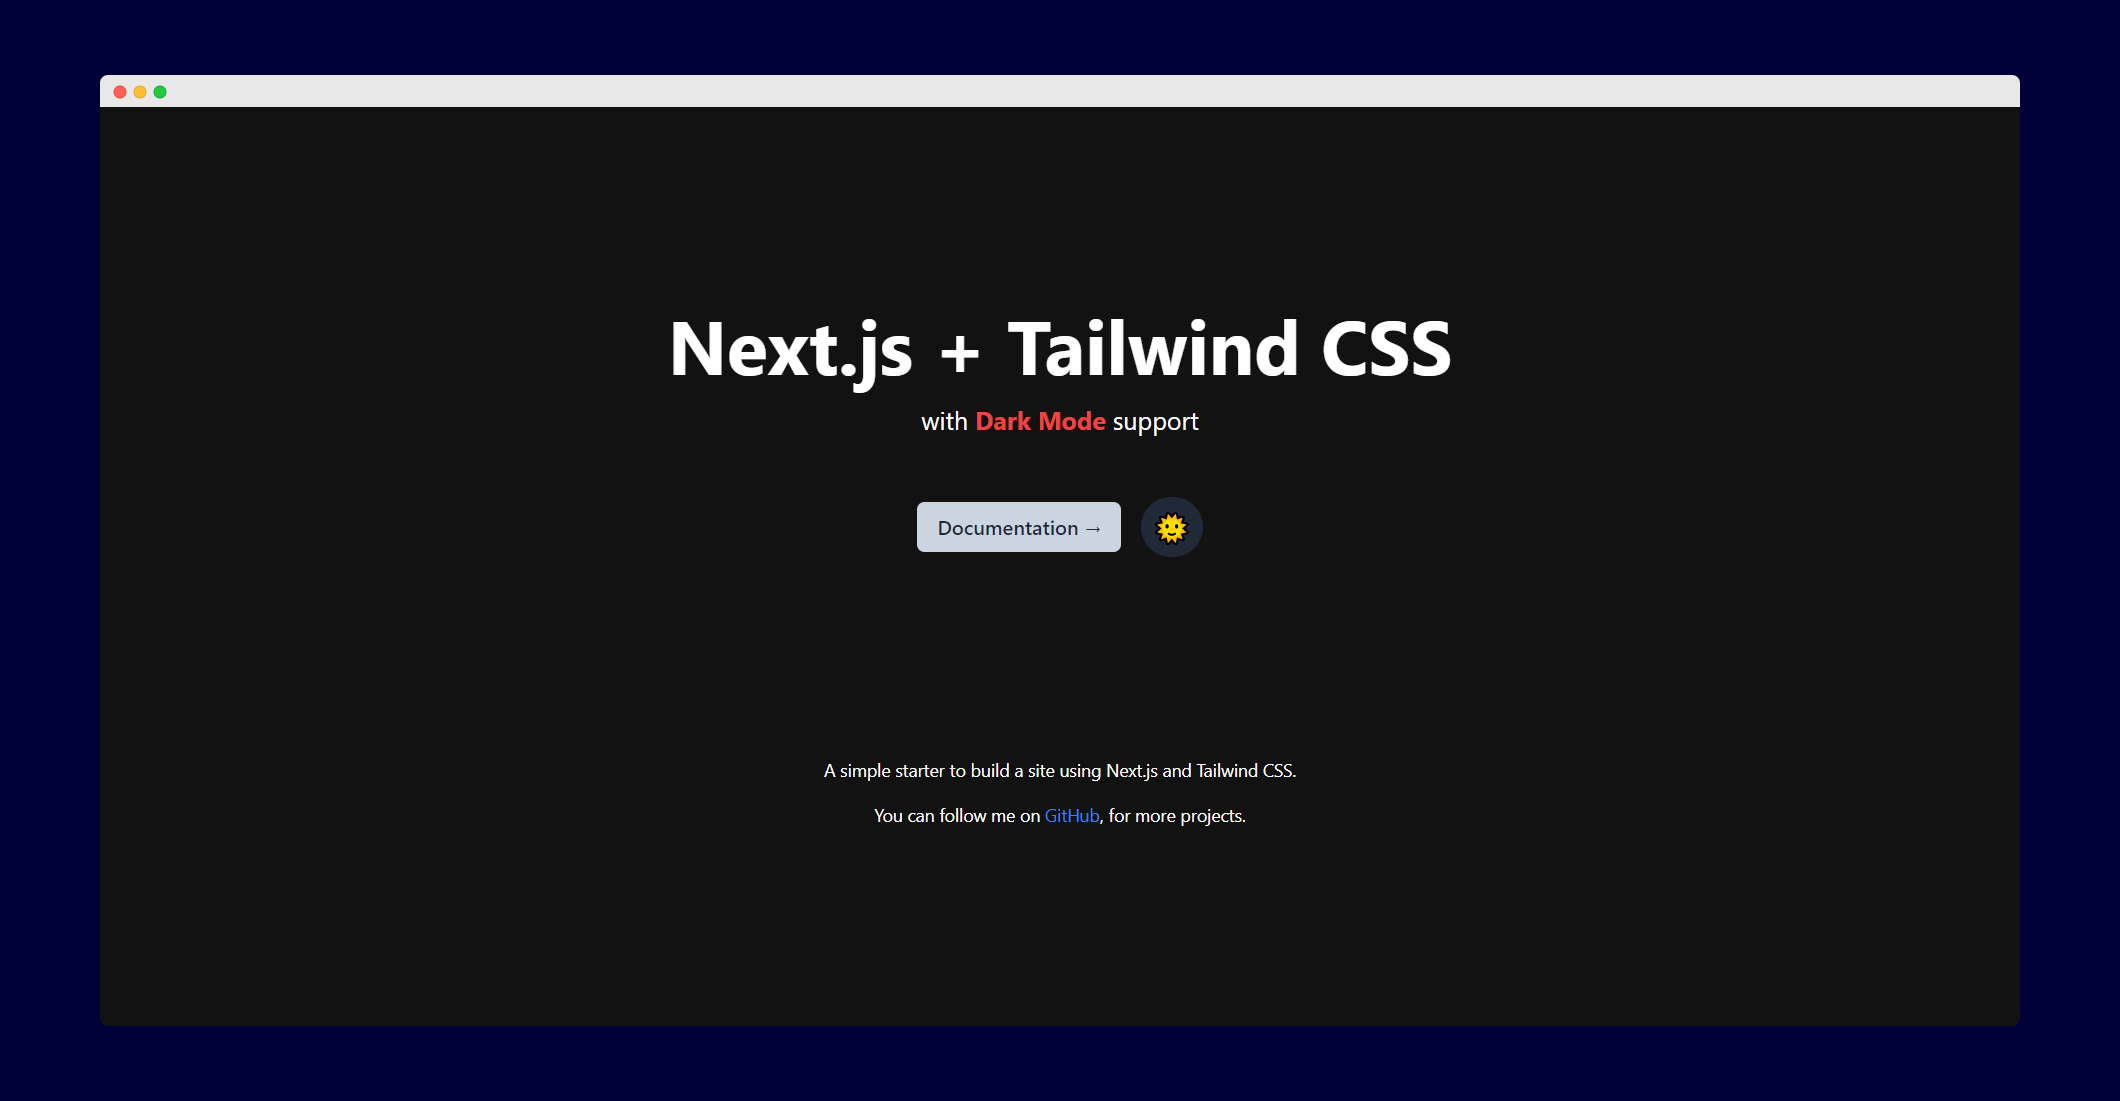 Next.js + Tailwind CSS
with Dark Mode support
Documentation →
A simple starter to build a site using Next.js and Tailwind CSS.
You can follow me on GitHub, for more projects.